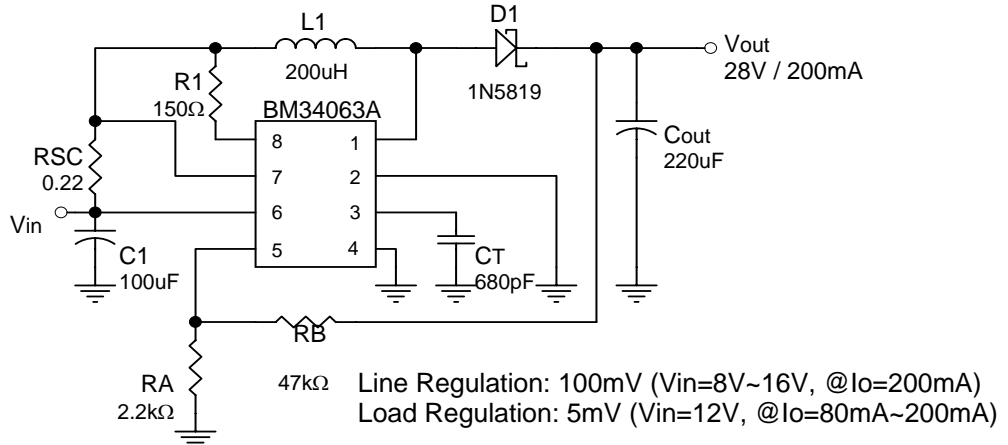 L1
200uH
D1
1N5819
Vout
28V / 200mA
R1
150Ω
BM34063A
8 1
7 2
6 3
5 4
RSC
0.22
Vin
C1
100uF
CT
680pF
Cout
220uF
RB
47kΩ
RA
2.2kΩ
Line Regulation: 100mV (Vin=8V~16V, @Io=200mA)
Load Regulation: 5mV (Vin=12V, @Io=80mA~200mA)